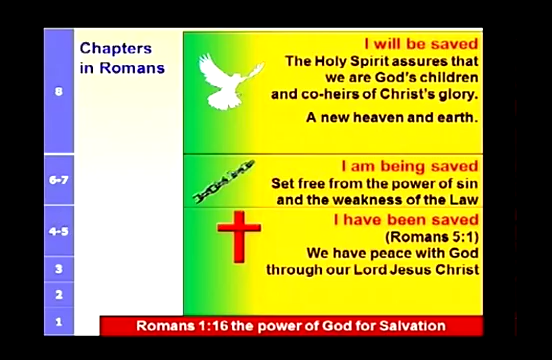 Chapters
in Romans
8
I will be saved
The Holy Spirit assures that
we are God's children
and co-heirs of Christ's glory.
A new heaven and earth.
6-7
I am being saved
Set free from the power of sin
and the weakness of the Law
4-5
I have been saved
(Romans 5:1)
We have peace with God
through our Lord Jesus Christ
3
2
1
Romans 1:16 the power of God for Salvation